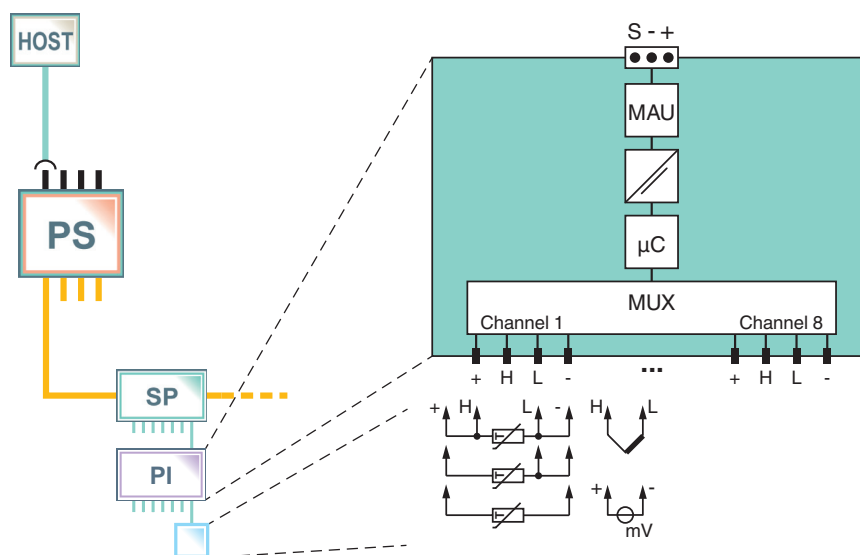 HOST
PS
SP
PI
S - +
MAU
µC
MUX
Channel 1 Channel 8
+ H L - ... + H L -
+ H L - H L
+ -
mV